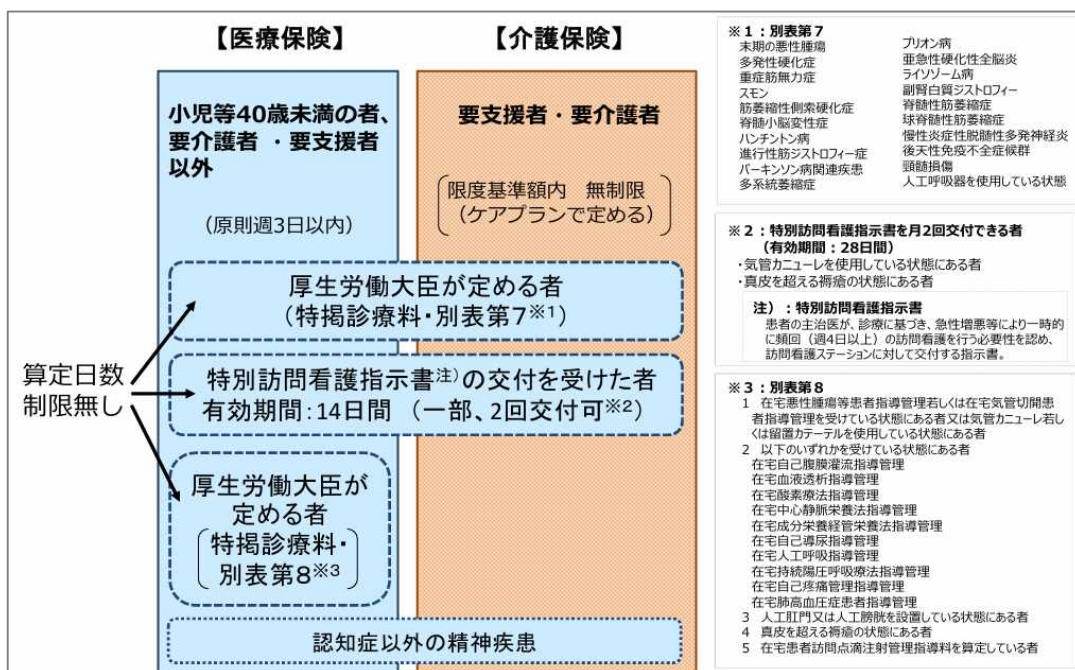 【医療保険】
【介護保険】
小児等40歳未満の者、
要介護者 ・要支援者
以外
(原則週3日以内)
要支援者・要介護者
限度基準額内　無制限
(ケアプランで定める)
厚生労働大臣が定める者
(特掲診療料・別表第7※1)
算定日数
制限無し
特別訪問看護指示書注)の交付を受けた者
有効期間:14日間 (一部、2回交付可※2)
厚生労働大臣が
定める者
特掲診療料・
別表第8※3
認知症以外の精神疾患
※1:別表第7
末期の悪性腫瘍
多発性硬化症
重症筋無力症
スモン
筋萎縮性側索硬化症
脊髄小脳変性症
ハンチントン病
進行性筋ジストロフィー症
パーキンソン病関連疾患
多系統萎縮症
プリオン病
亜急性硬化性全脳炎
ライソゾーム病
副腎白質ジストロフィー
脊髄性筋萎縮症
球脊髄性筋萎縮症
慢性炎症性脱髄性多発神経炎
後天性免疫不全症候群
頸髄損傷
人工呼吸器を使用している状態
※2:特別訪問看護指示書を月2回交付できる者
(有効期間:28日間)
・気管カニューレを使用している状態にある者
・真皮を超える褥瘡の状態にある者
注):特別訪問看護指示書
患者の主治医が、診療に基づき、急性増悪等により一時的
に頻回(週4日以上)の訪問看護を行う必要性を認め、
訪問看護ステーションに対して交付する指示書。
※3:別表第8
1 在宅悪性腫瘍等患者指導管理若しくは在宅気管切開患
者指導管理を受けている状態にある者又は気管カニューレ若し
くは留置カテーテルを使用している状態にある者
2 以下のいずれかを受けている状態にある者
在宅自己腹膜灌流指導管理
在宅血液透析指導管理
在宅酸素療法指導管理
在宅中心静脈栄養法指導管理
在宅成分栄養経管栄養法指導管理
在宅自己導尿指導管理
在宅人工呼吸指導管理
在宅持続陽圧呼吸療法指導管理
在宅自己疼痛管理指導管理
在宅肺高血圧症患者指導管理
3 人工肛門又は人工膀胱を設置している状態にある者
4 真皮を超える褥瘡の状態にある者
5 在宅患者訪問点滴注射管理指導料を算定している者